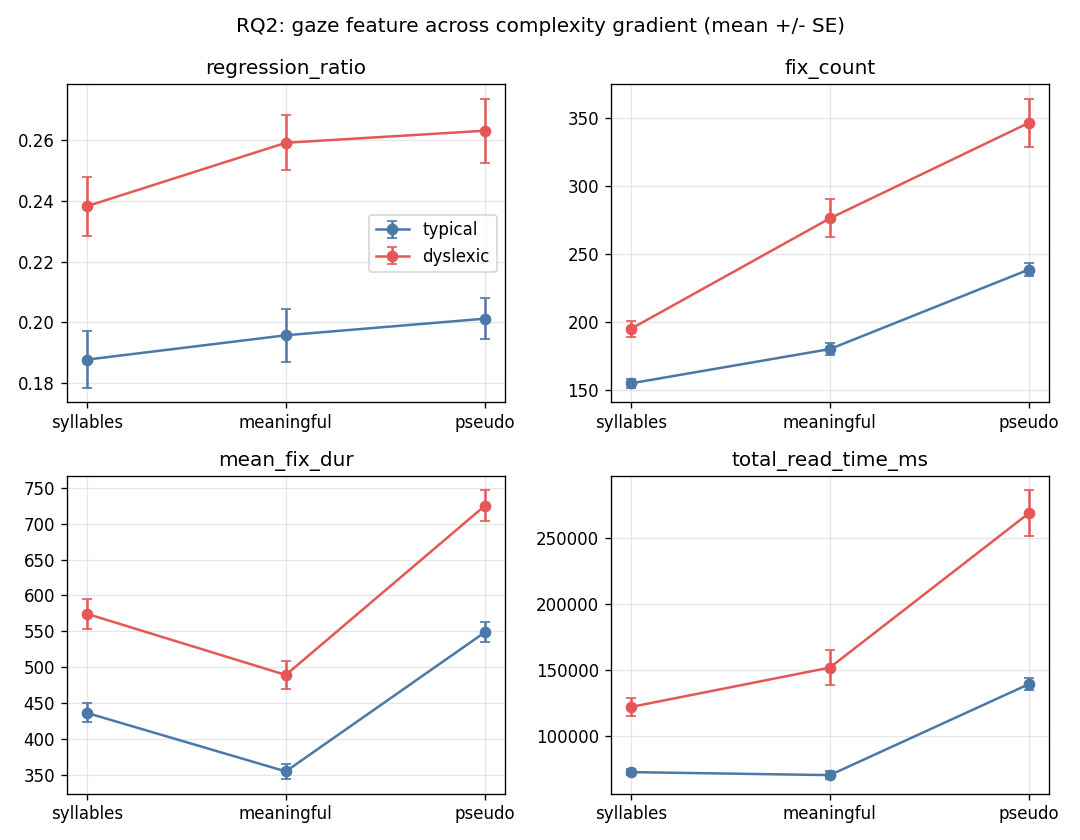 RQ2: gaze feature across complexity gradient (mean +/- SE)
regression_ratio
0.26
0.24
0.22
0.20
0.18
typical
dyslexic
syllables meaningful pseudo
fix_count
350
300
250
200
150
syllables meaningful pseudo
mean_fix_dur
750
700
650
600
550
500
450
400
350
syllables meaningful pseudo
total_read_time_ms
250000
200000
150000
100000
syllables meaningful pseudo